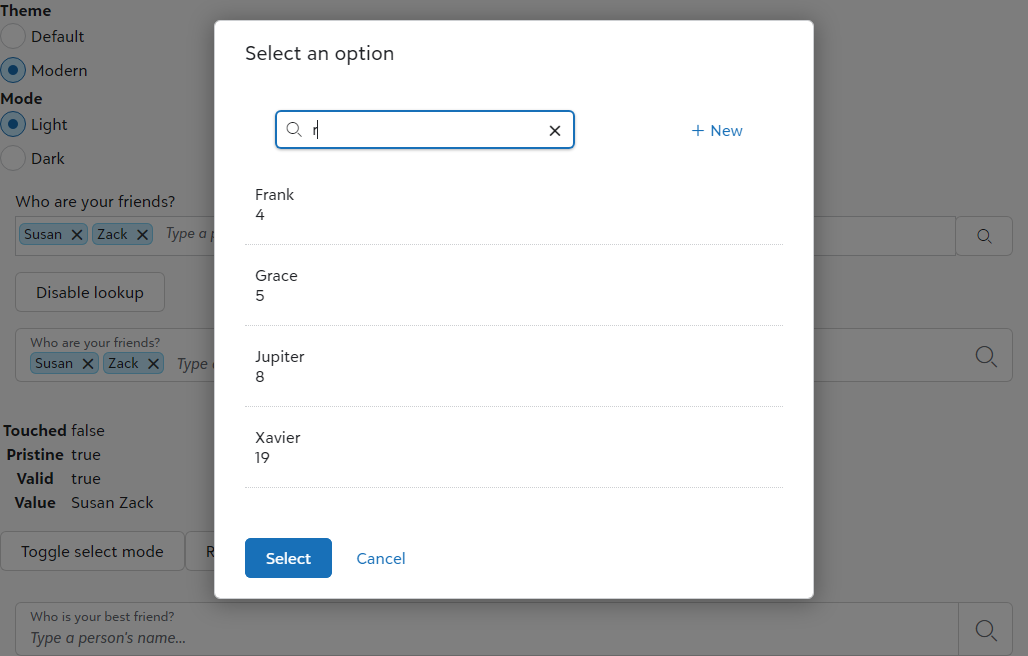 Theme
Default
Modern
Mode
Light
Dark
Who are your friends?
Susan Zack Type a p
Disable lookup
Who are your friends?
Susan Zack Type
Touched false
Pristine true
Valid true
Value Susan Zack
Toggle select mode R
Who is your best friend?
Type a person's name...
Select an option
r
+ New
Frank
4
Grace
5
Jupiter
8
Xavier
19
Select Cancel